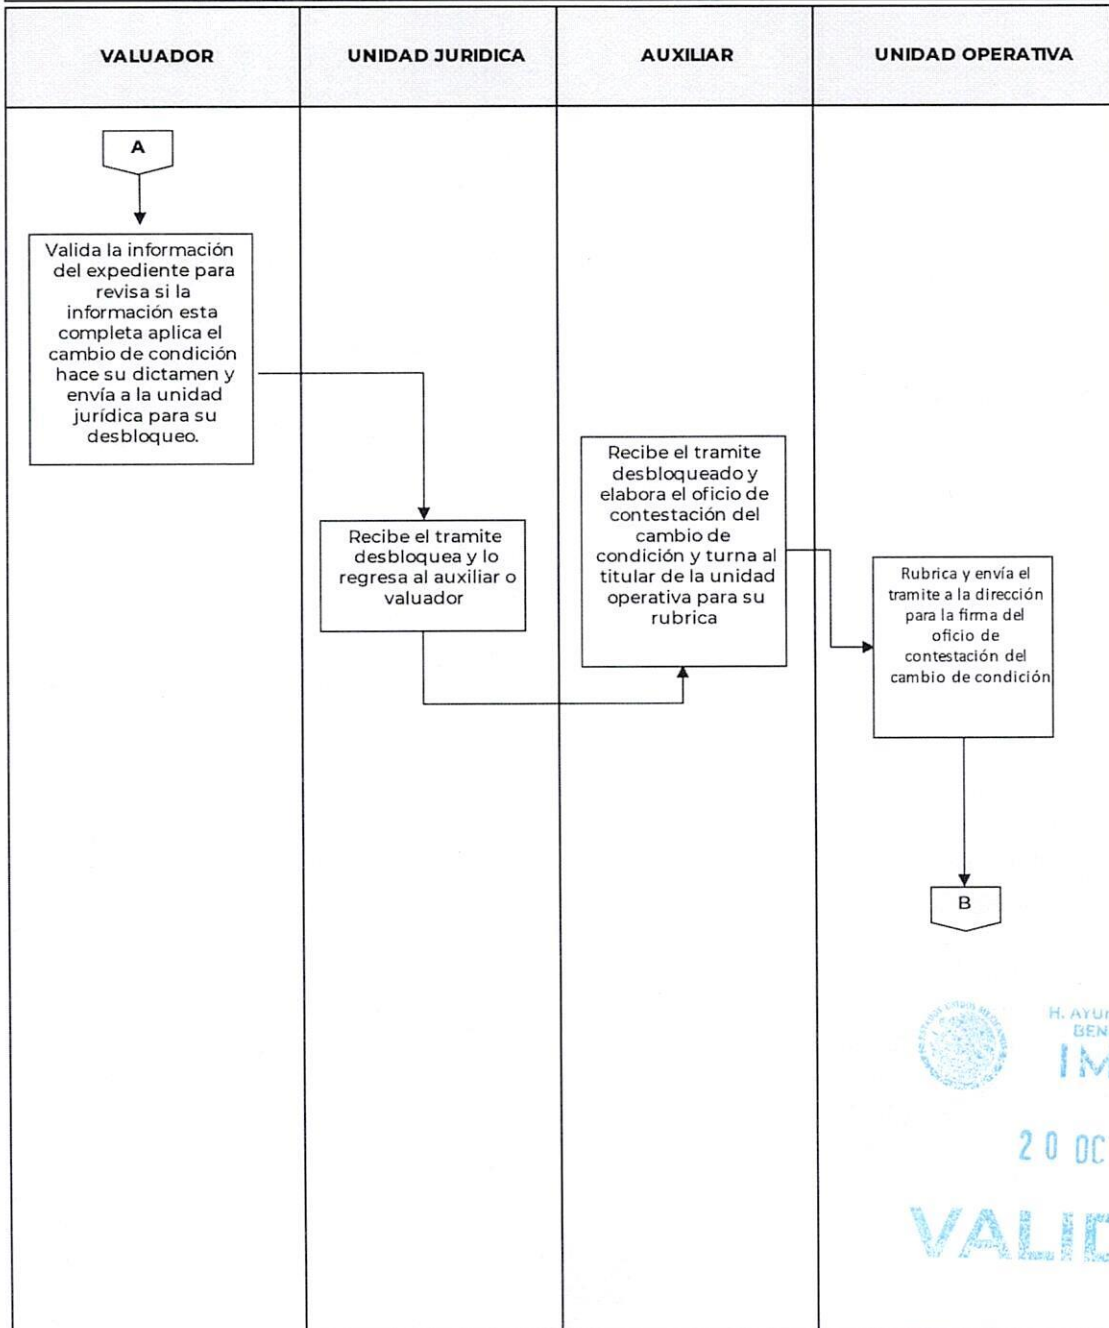 VALUADOR
UNIDAD JURIDICA
AUXILIAR
UNIDAD OPERATIVA
A
Valida la información
del expediente para
revisa si la
información esta
completa aplica el
cambio de condición
hace su dictamen y
envía a la unidad
jurídica para su
desbloqueo.
Recibe el tramite
desbloquea y lo
regresa al auxiliar o
valuador
Recibe el tramite
desbloqueado y
elabora el oficio de
contestación del
cambio de
condición y turna al
titular de la unidad
operativa para su
rubrica
Rubrica y envía el
tramite a la dirección
para la firma del
oficio de
contestación del
cambio de condición
B
H. AYUN
BEN
IM
20 OC
VALID